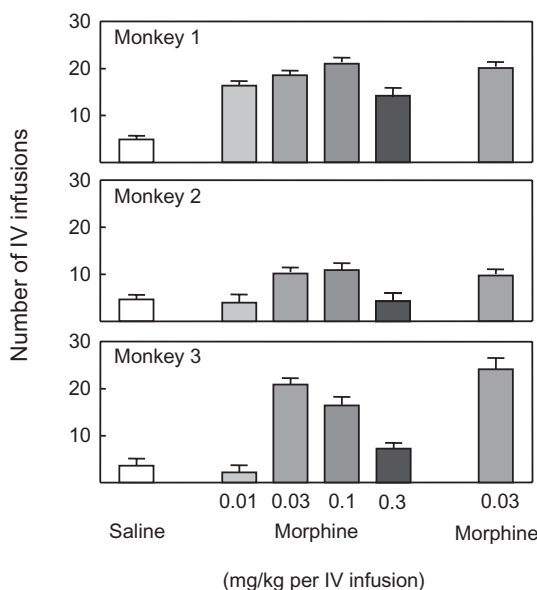 Number of IV infusions
30
Monkey 1
20
10
30
Monkey 2
20
10
30
Monkey 3
20
10
0.01 0.03 0.1 0.3 0.03
Saline Morphine Morphine
(mg/kg per IV infusion)